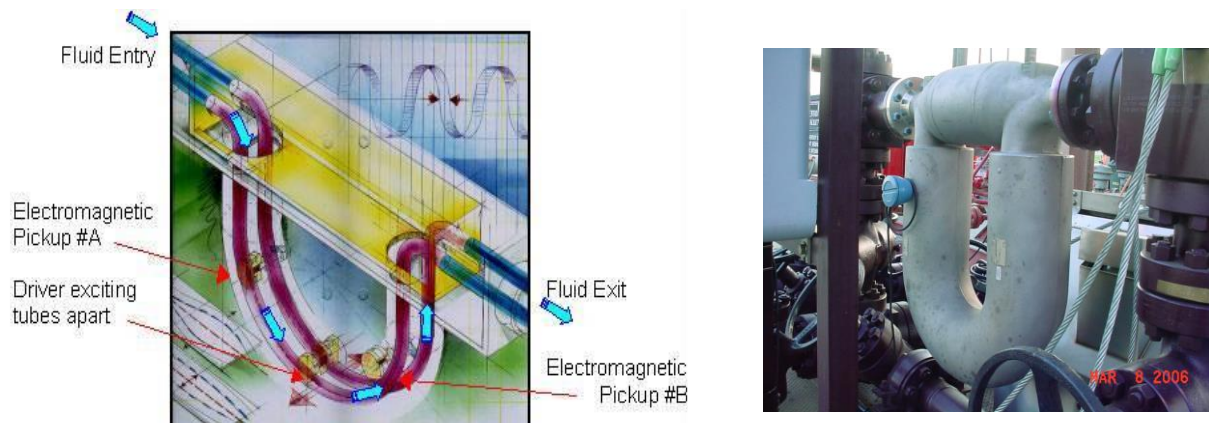 Fluid Entry
Electromagnetic
Pickup #A
Driver exciting
tubes apart
Fluid Exit
Electromagnetic
Pickup #B
MAR 8 2006